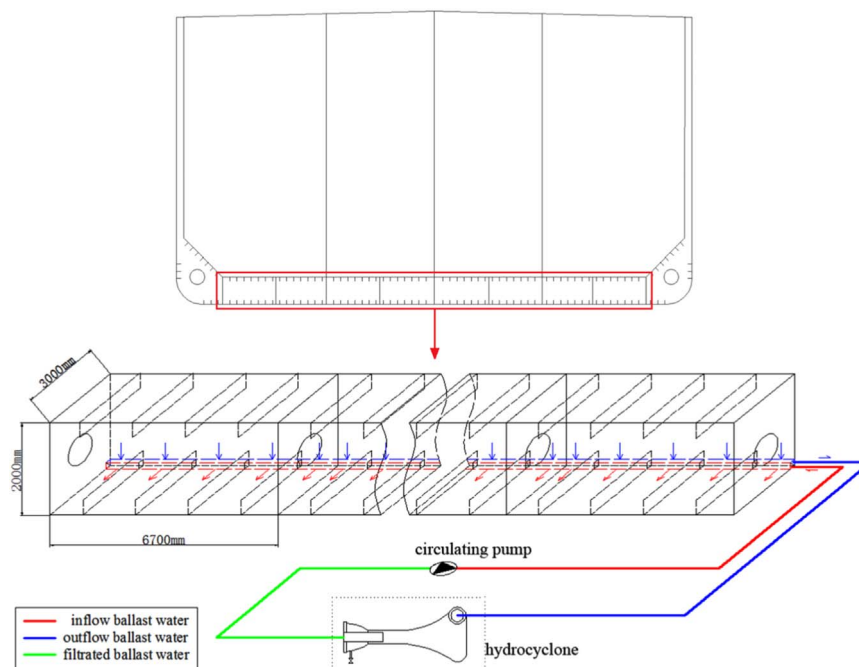 3000mm
2000mm
6700mm
circulating pump
hydrocyclone
inflow ballast water
outflow ballast water
filtrated ballast water